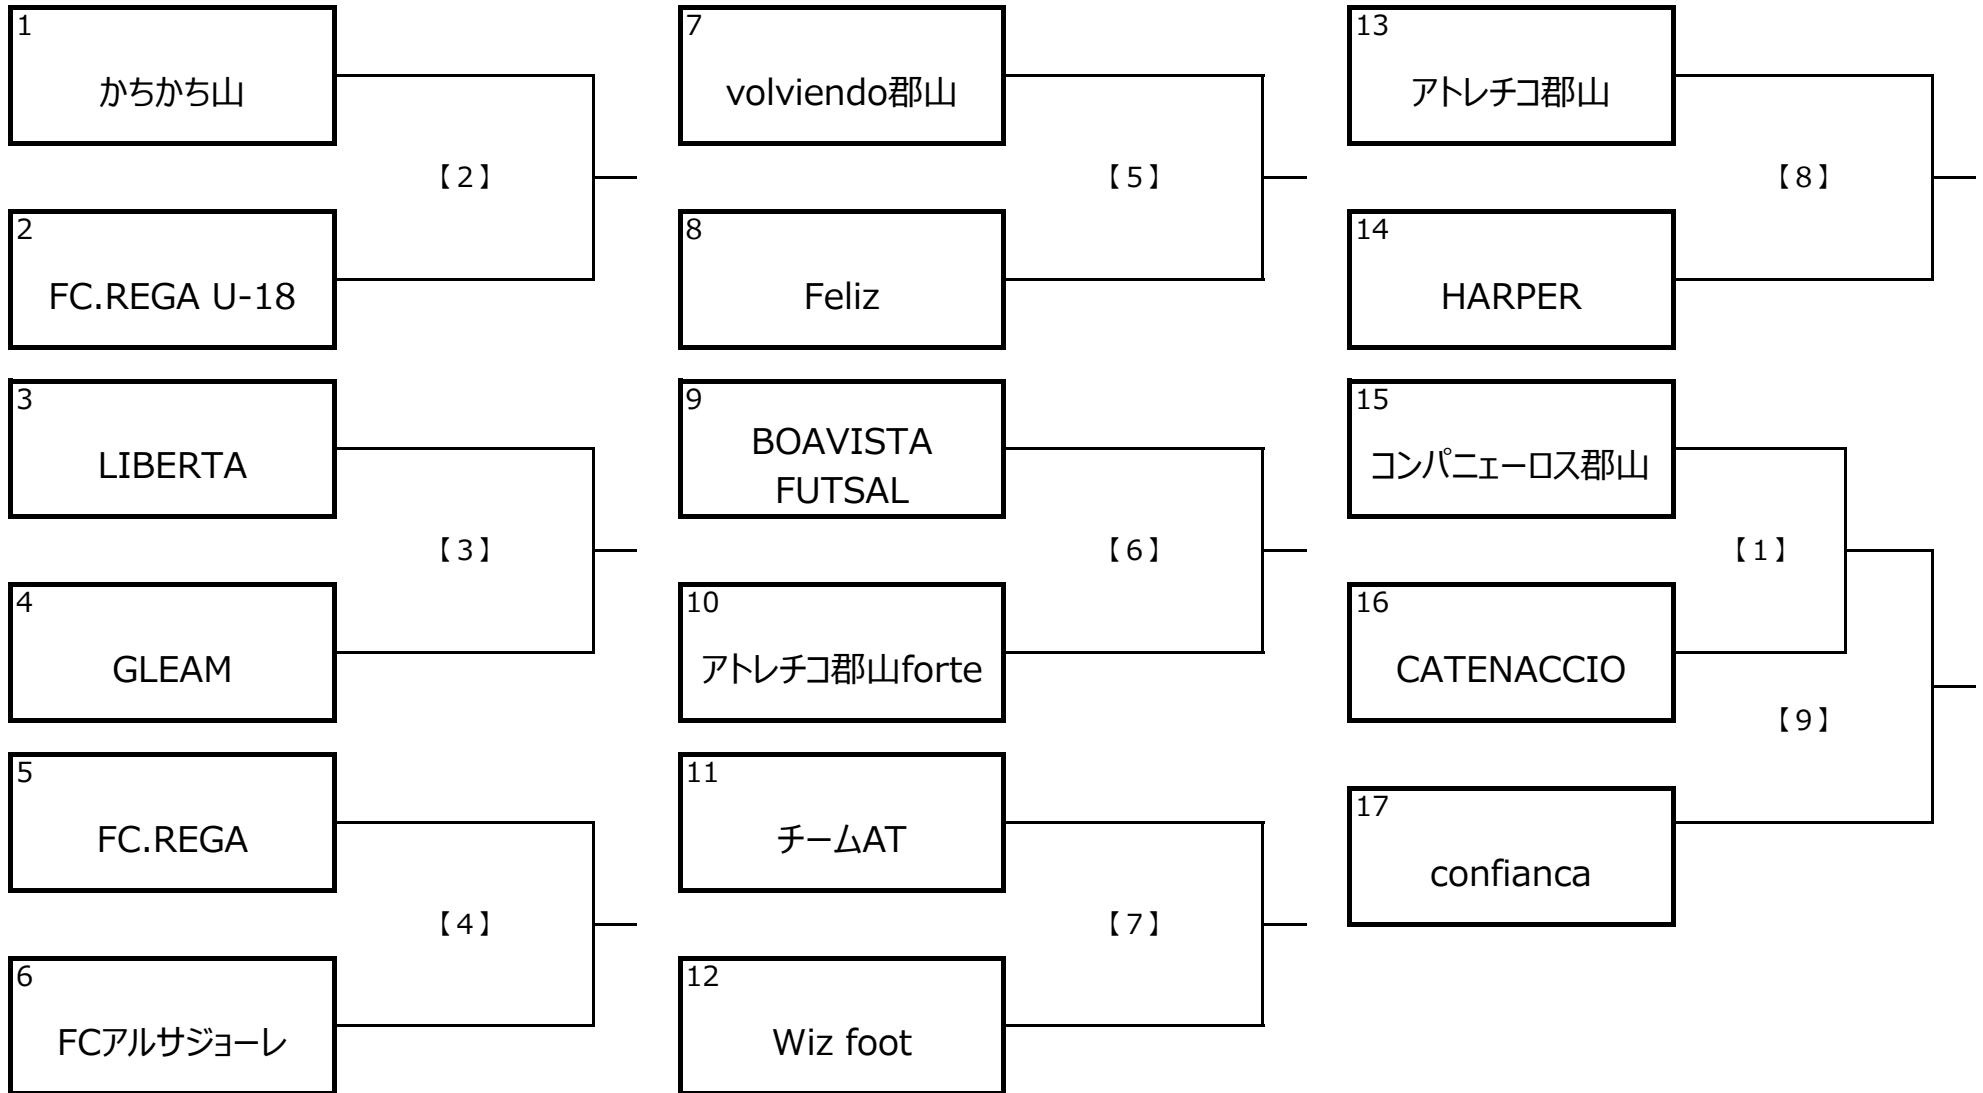 1
かちかち山
【2】
2
FC.REGA U-18
3
LIBERTA
【3】
4
GLEAM
5
FC.REGA
【4】
6
FCアルサジョーレ
7
volviendo郡山
【5】
8
Feliz
9
BOAVISTA
FUTSAL
【6】
10
アトレチコ郡山forte
11
チームAT
【7】
12
Wiz foot
13
アトレチコ郡山
【8】
14
HARPER
15
コンパニェーロス郡山
【1】
16
CATENACCIO
【9】
17
confianca